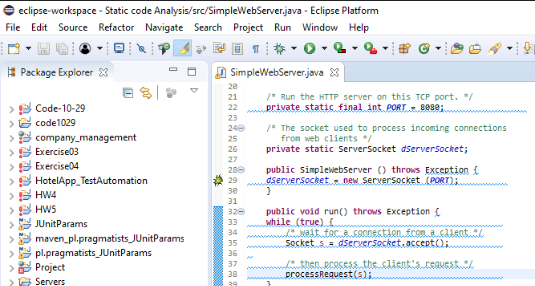 eclipse-workspace - Static code Analysis/src/SimpleWebServer.java - Eclipse Platform
File Edit Source Refactor Navigate Search Project Run Window Help
Package Explorer
SimpleWebServer.java
Code-10-29
code1029
company_management
Exercise03
Exercise04
HotelApp_TestAutomation
HW4
HW5
JUnitParams
maven_pl.pragmatists_JUnitParams
pl.pragmatists_JUnitParams
Project
Servers
20
21 /* Run the HTTP server on this TCP port. */
22 private static final int PORT = 8080;
23
24 /* The socket used to process incoming connections
25 from web clients */
26 private static ServerSocket dServerSocket;
27
28 public SimpleWebServer () throws Exception {
29 dServerSocket = new ServerSocket (PORT);
30 }
31
32 public void run() throws Exception {
33 while (true) {
34 /* wait for a connection from a client */
35 Socket s = dServerSocket.accept();
36
37 /* then process the client's request */
38 processRequest(s);
39 }